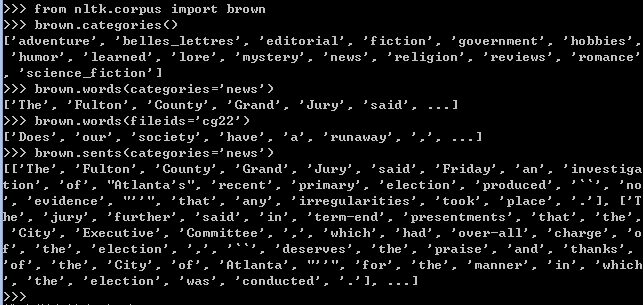 >>> from nltk.corpus import brown
>>> brown.categories()
['adventure', 'belles_lettres', 'editorial', 'fiction', 'government', 'hobbies',
 'humor', 'learned', 'lore', 'mystery', 'news', 'religion', 'reviews', 'romance'
, 'science_fiction']
>>> brown.words(categories='news')
['The', 'Fulton', 'County', 'Grand', 'Jury', 'said', ...]
>>> brown.words(fileids='cg22')
['Does', 'our', 'society', 'have', 'a', 'runaway', ',', ...]
>>> brown.sents(categories='news')
[['The', 'Fulton', 'County', 'Grand', 'Jury', 'said', 'Friday', 'an', 'investiga
tion', 'of', "Atlanta's", 'recent', 'primary', 'election', 'produced', '``', 'no
', 'evidence', "''", 'that', 'any', 'irregularities', 'took', 'place', '.'], ['T
he', 'jury', 'further', 'said', 'in', 'term-end', 'presentments', 'that', 'the',
 'City', 'Executive', 'Committee', ',', 'which', 'had', 'over-all', 'charge', 'o
f', 'the', 'election', ',', '``', 'deserves', 'the', 'praise', 'and', 'thanks',
'of', 'the', 'City', 'of', 'Atlanta', "''", 'for', 'the', 'manner', 'in', 'which
', 'the', 'election', 'was', 'conducted', '.'], ...]
>>>